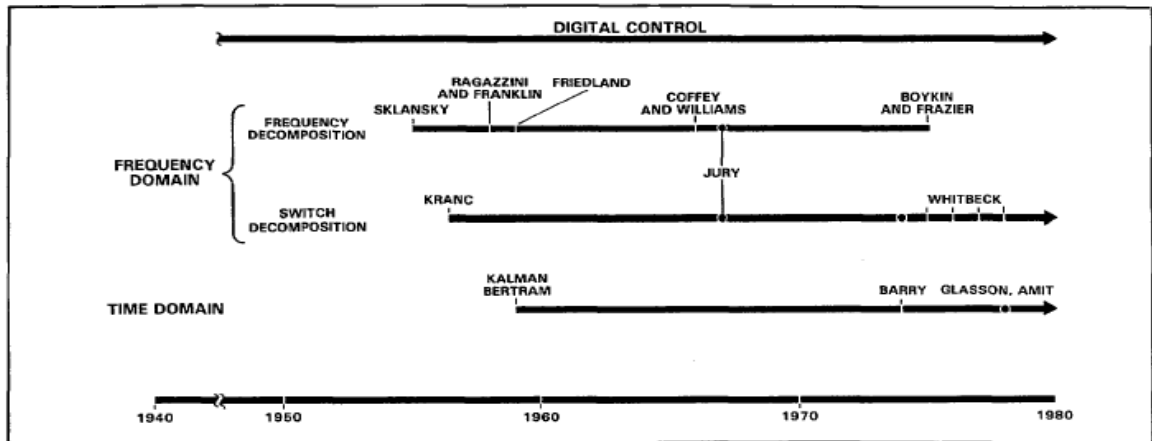 DIGITAL CONTROL
RAGAZZINI
AND FRANKLIN
FRIEDLAND
SKLANSKY
COFFEY
AND WILLIAMS
BOYKIN
AND FRAZIER
FREQUENCY
DECOMPOSITION
FREQUENCY
DOMAIN
JURY
KRANC
WHITBECK
SWITCH
DECOMPOSITION
KALMAN
BERTRAM
BARRY
GLASSON, AMIT
TIME DOMAIN
1940
1950
1960
1970
1980